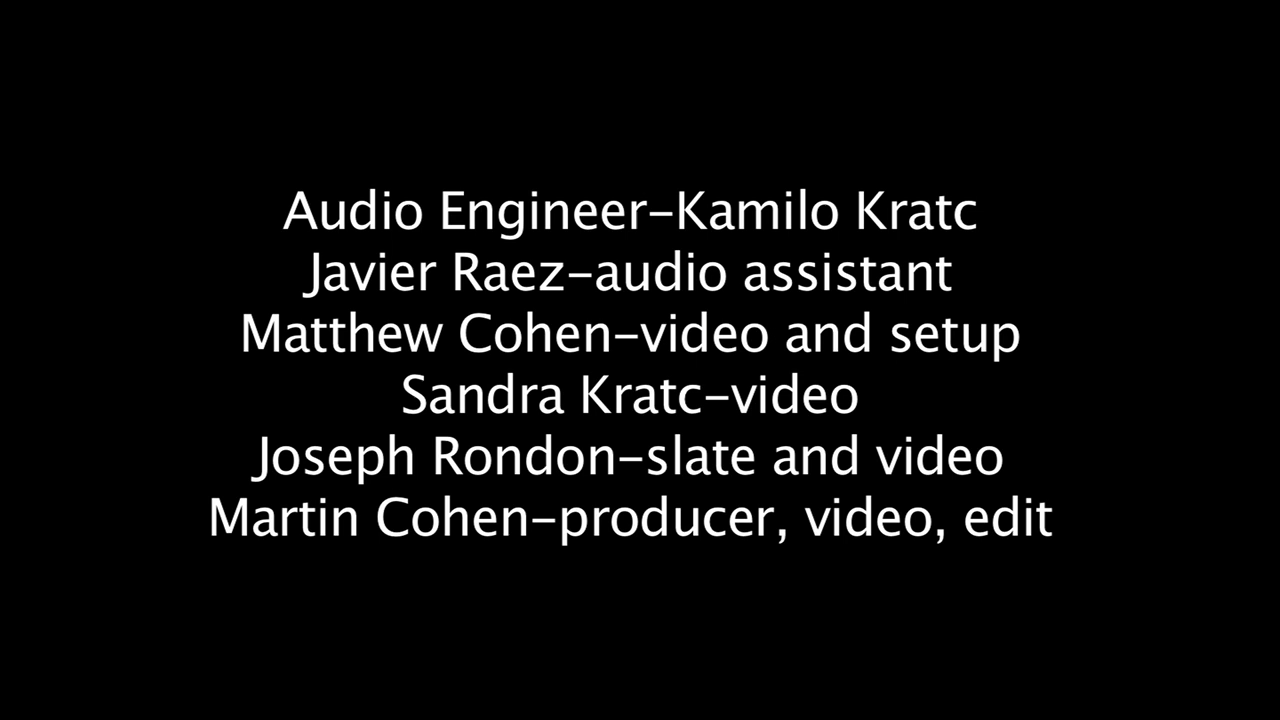 Audio Engineer-Kamilo Kratc
Javier Raez-audio assistant
Matthew Cohen-video and setup
Sandra Kratc-video
Joseph Rondon-slate and video
Martin Cohen-producer, video, edit